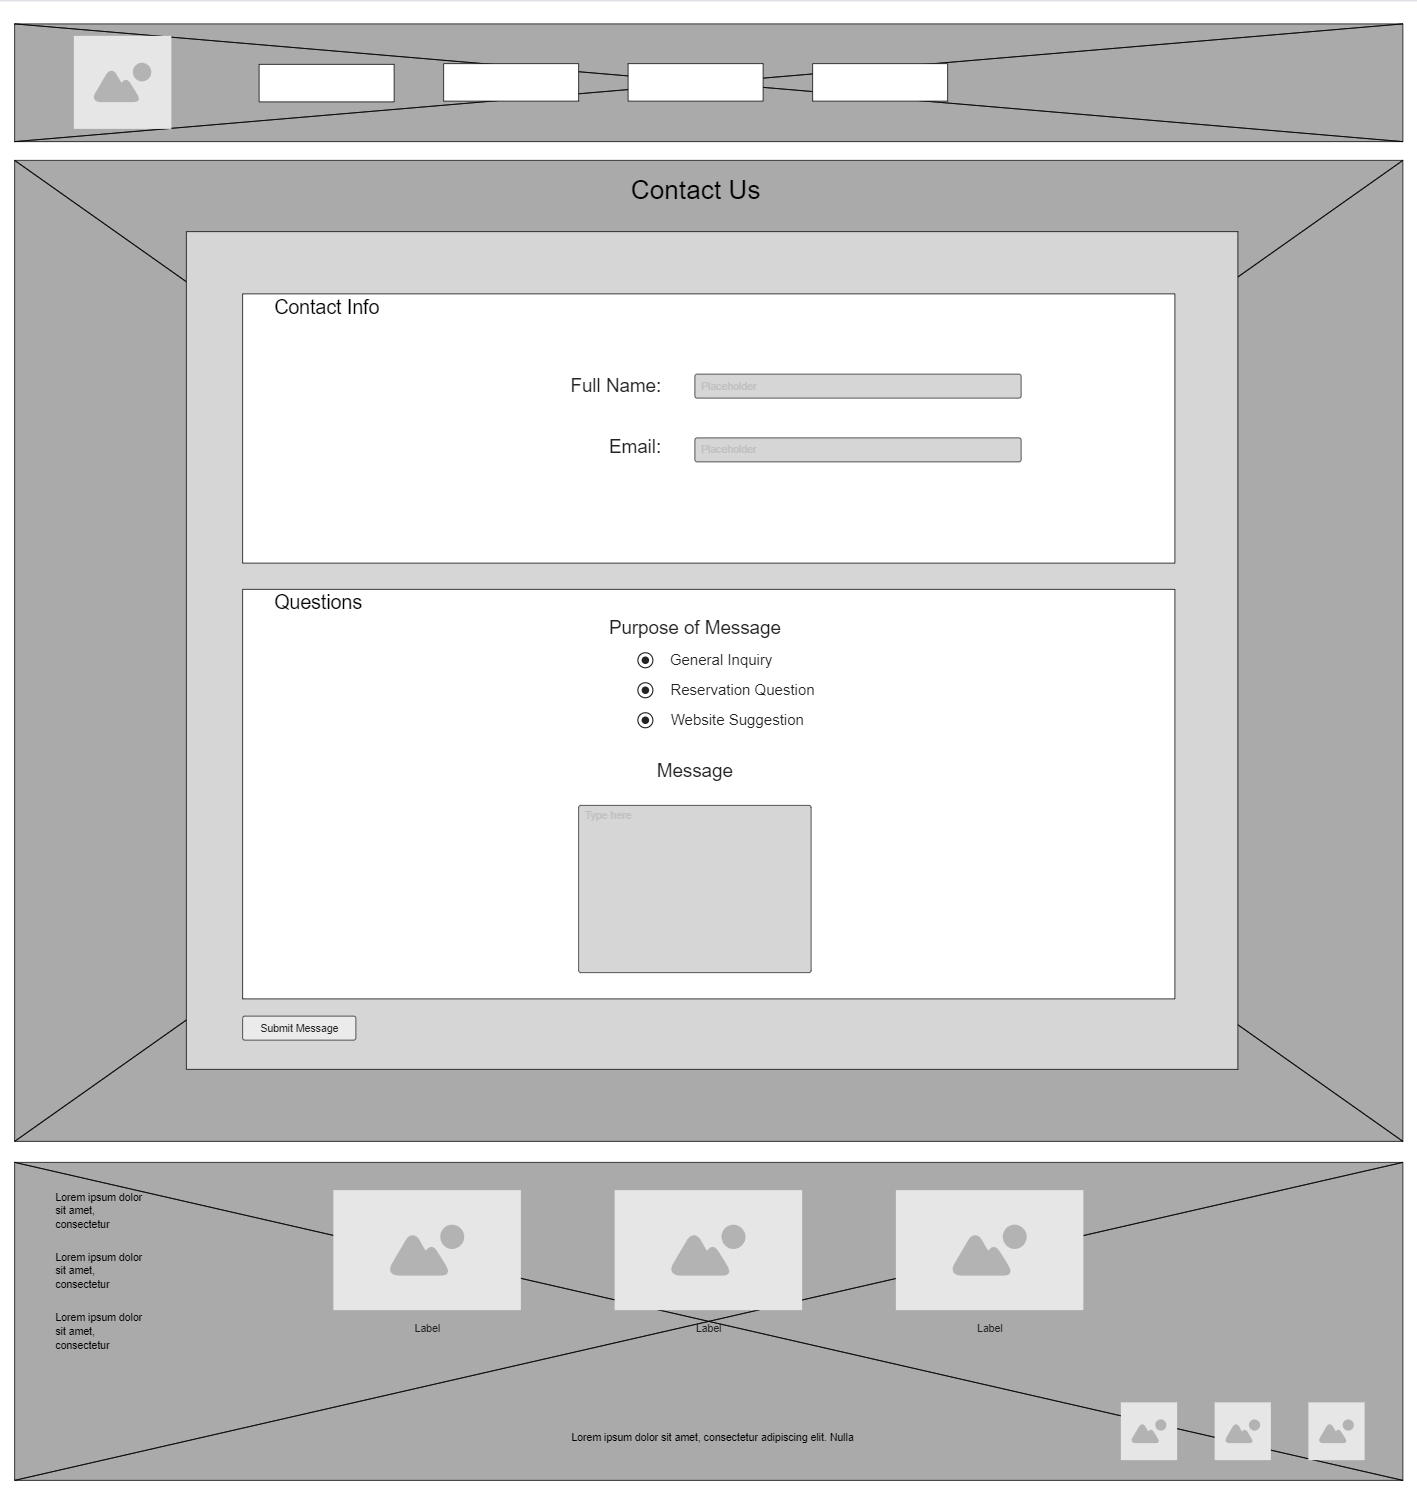 Contact Us
Contact Info
Full Name:
Placeholder
Email:
Placeholder
Questions
Purpose of Message
General Inquiry
Reservation Question
Website Suggestion
Message
Type here
Submit Message
Lorem ipsum dolor
sit amet,
consectetur
Lorem ipsum dolor
sit amet,
consectetur
Lorem ipsum dolor
sit amet,
consectetur
Label
Label
Label
Lorem ipsum dolor sit amet, consectetur adipiscing elit. Nulla